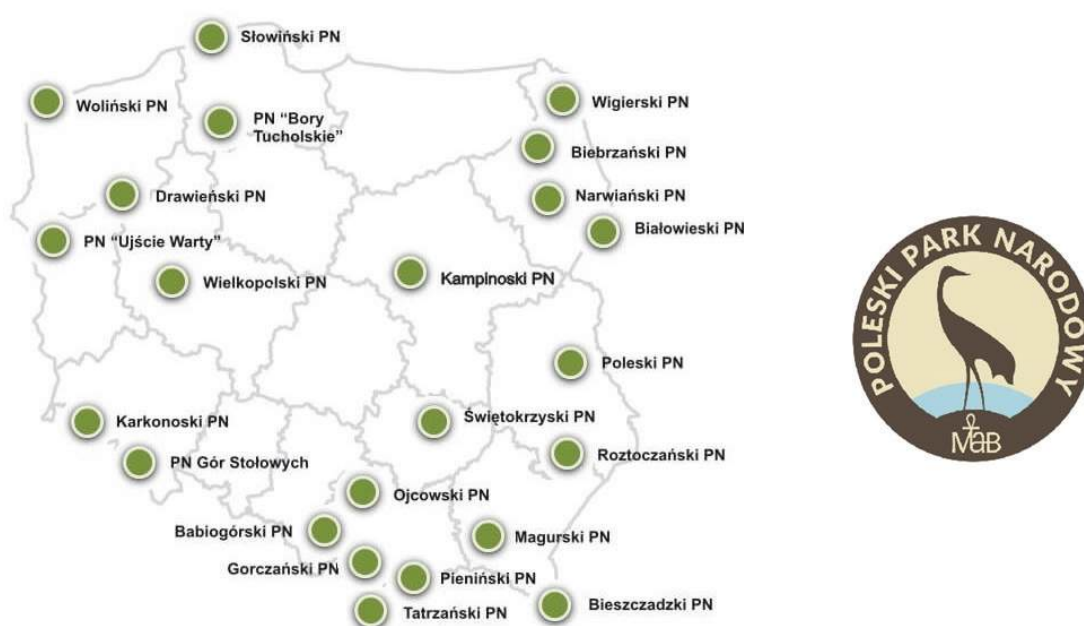 Słowiński PN
Woliński PN
Wigierski PN
PN “Bory
Tucholskie”
Biebrzański PN
Drawieński PN
Narwiański PN
Białowieski PN
PN “Ujście Warty”
Wielkopolski PN
Kampinoski PN
Poleski PN
Karkonoski PN
Świętokrzyski PN
PN Gór Stołowych
Roztoczański PN
Ojcowski PN
Babiogórski PN
Magurski PN
Gorczański PN
Pieniński PN
Tatrzański PN
Bieszczadzki PN
POLESKI PARK NARODOWY
MaB